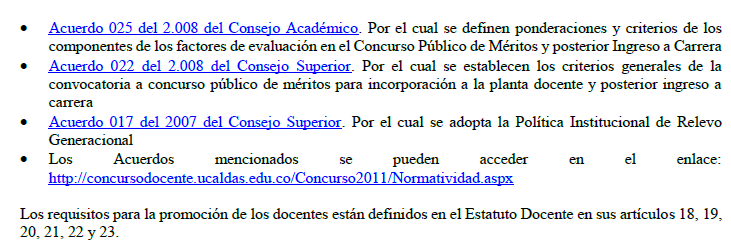 • Acuerdo 025 del 2.008 del Consejo Académico. Por el cual se definen ponderaciones y criterios de los
componentes de los factores de evaluación en el Concurso Público de Méritos y posterior Ingreso a Carrera
• Acuerdo 022 del 2.008 del Consejo Superior. Por el cual se establecen los criterios generales de la
convocatoria a concurso público de méritos para incorporación a la planta docente y posterior ingreso a
carrera
• Acuerdo 017 del 2007 del Consejo Superior. Por el cual se adopta la Política Institucional de Relevo
Generacional
• Los Acuerdos mencionados se pueden acceder en el enlace:
http://concursodocente.ucaldas.edu.co/Concurso2011/Normatividad.aspx
Los requisitos para la promoción de los docentes están definidos en el Estatuto Docente en sus artículos 18, 19,
20, 21, 22 y 23.